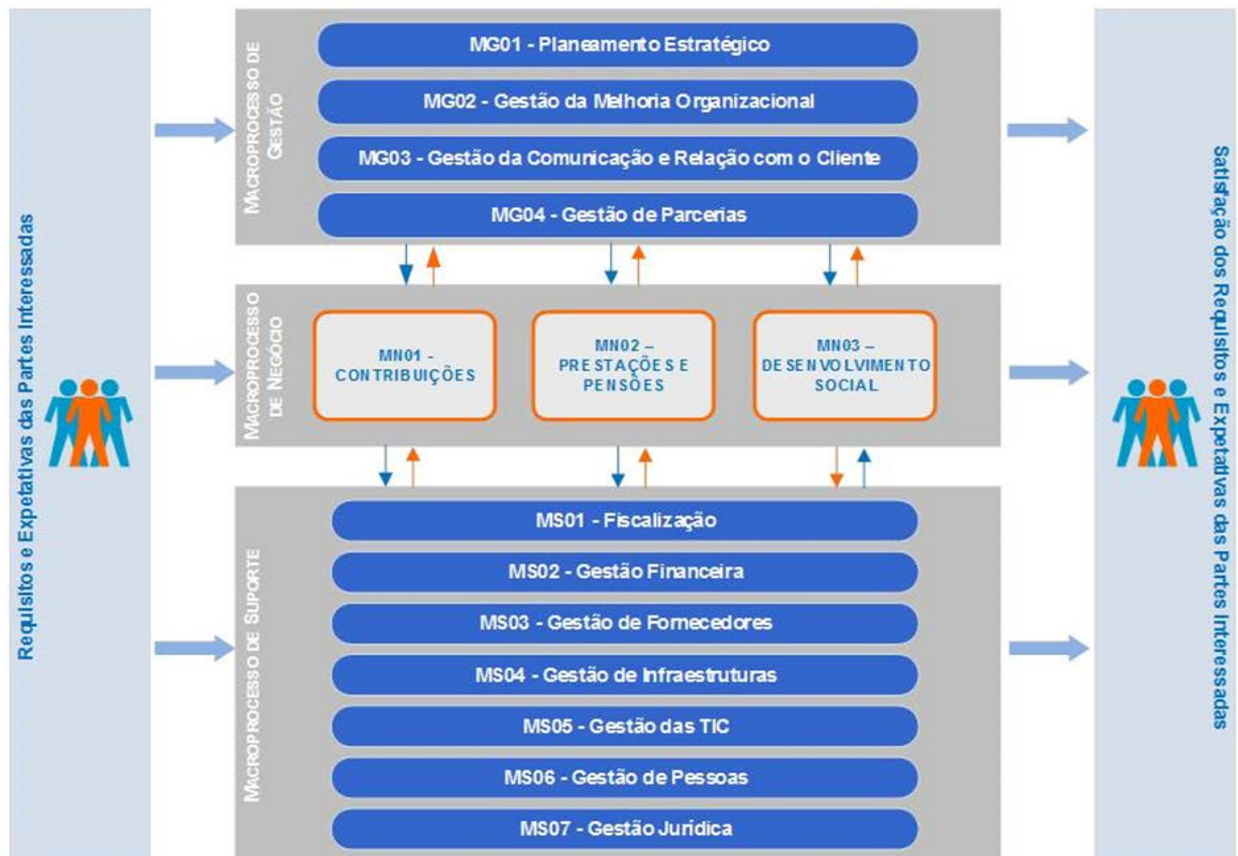 Requisitos e Expetativas das Partes Interessadas
MACROPROCESSO DE
GESTÃO
MG01 - Planeamento Estratégico
MG02 - Gestão da Melhoria Organizacional
MG03 - Gestão da Comunicação e Relação com o Cliente
MG04 - Gestão de Parcerias
MACROPROCESSO
DE NEGÓCIO
MN01 -
CONTRIBUIÇÕES
MN02 –
PRESTAÇÕES E
PENSÕES
MN03 –
DESENVOLVIMENTO
SOCIAL
MACROPROCESSO DE SUPORTE
MS01 - Fiscalização
MS02 - Gestão Financeira
MS03 - Gestão de Fornecedores
MS04 - Gestão de Infraestruturas
MS05 - Gestão das TIC
MS06 - Gestão de Pessoas
MS07 - Gestão Jurídica
Satisfação dos Requisitos e Expetativas das Partes Interessadas